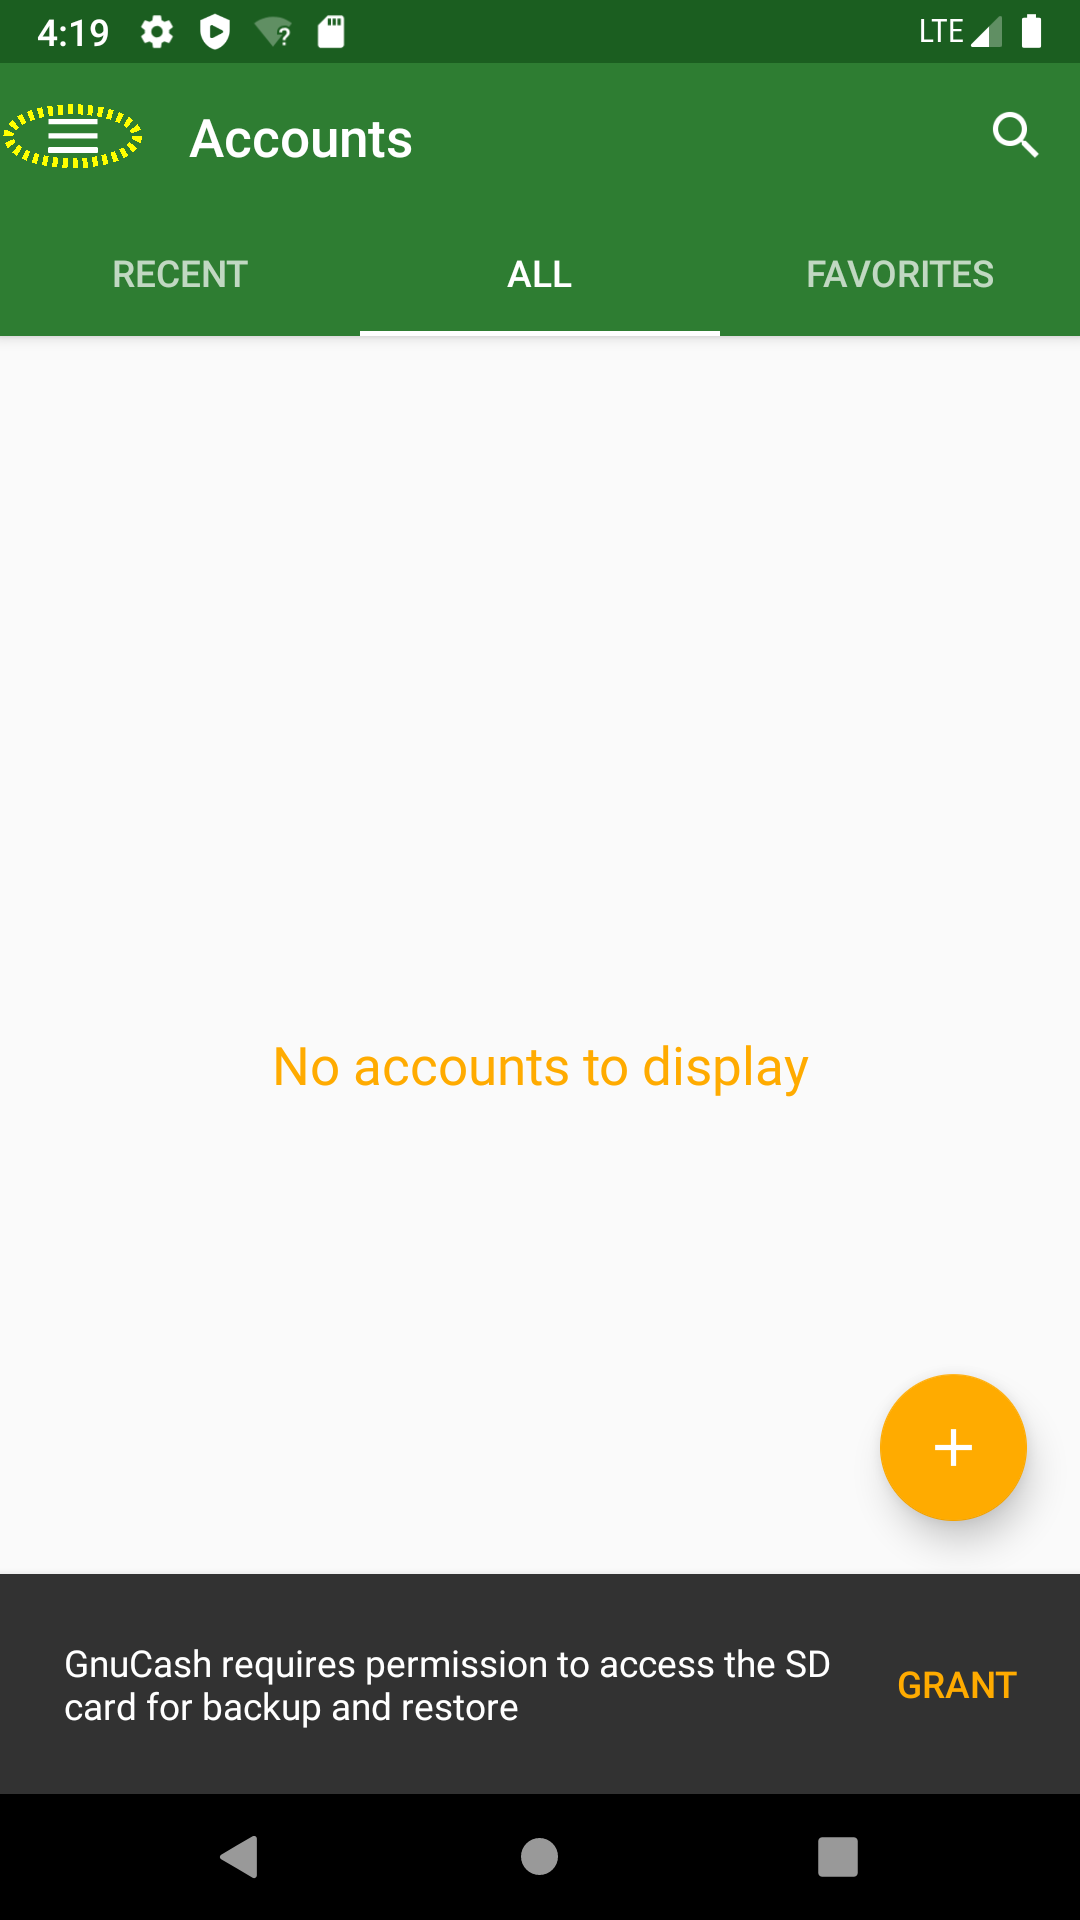 4:19
LTE
Accounts
RECENT
ALL
FAVORITES
No accounts to display
GnuCash requires permission to access the SD
card for backup and restore
GRANT